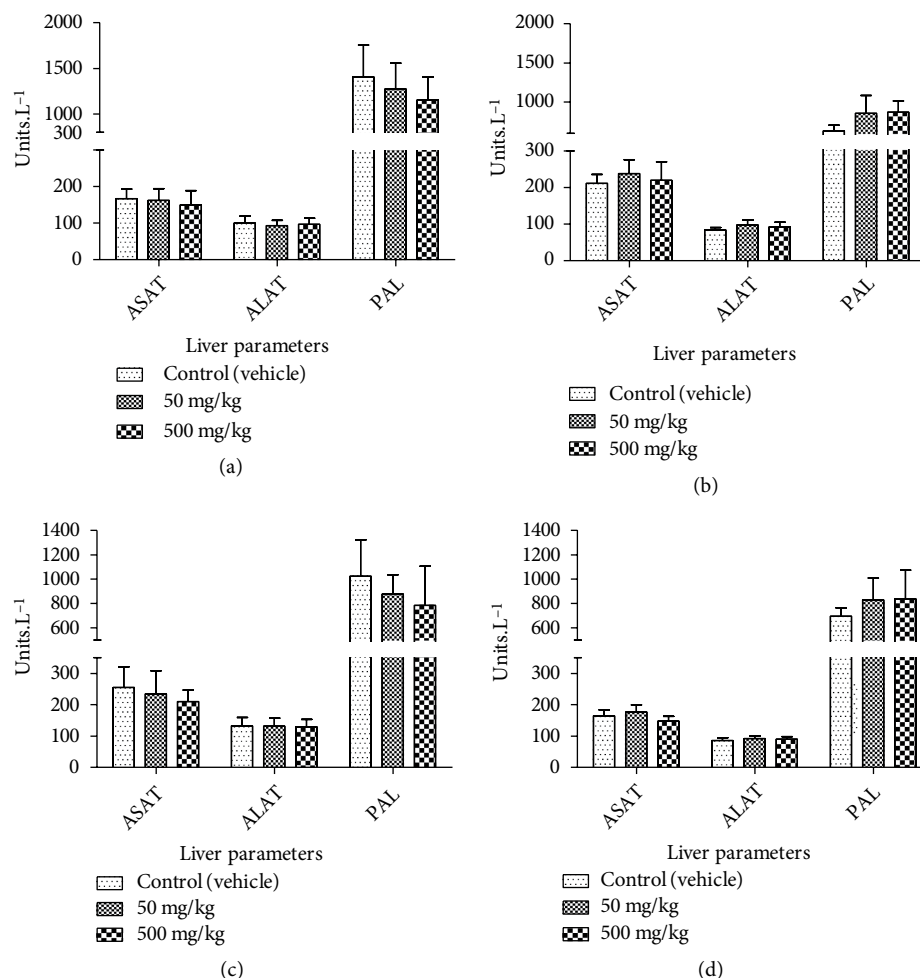 2000
1500
1000
300
300
200
100
0
Units.L⁻¹
ASAT
ALAT
PAL
Liver parameters
Control (vehicle)
50 mg/kg
500 mg/kg
(a)
2000
1500
1000
300
200
100
0
Units.L⁻¹
ASAT
ALAT
PAL
Liver parameters
Control (vehicle)
50 mg/kg
500 mg/kg
(b)
1400
1200
1000
800
600
300
200
100
0
Units.L⁻¹
ASAT
ALAT
PAL
Liver parameters
Control (vehicle)
50 mg/kg
500 mg/kg
(c)
1400
1200
1000
800
600
300
200
100
0
Units.L⁻¹
ASAT
ALAT
PAL
Liver parameters
Control (vehicle)
50 mg/kg
500 mg/kg
(d)